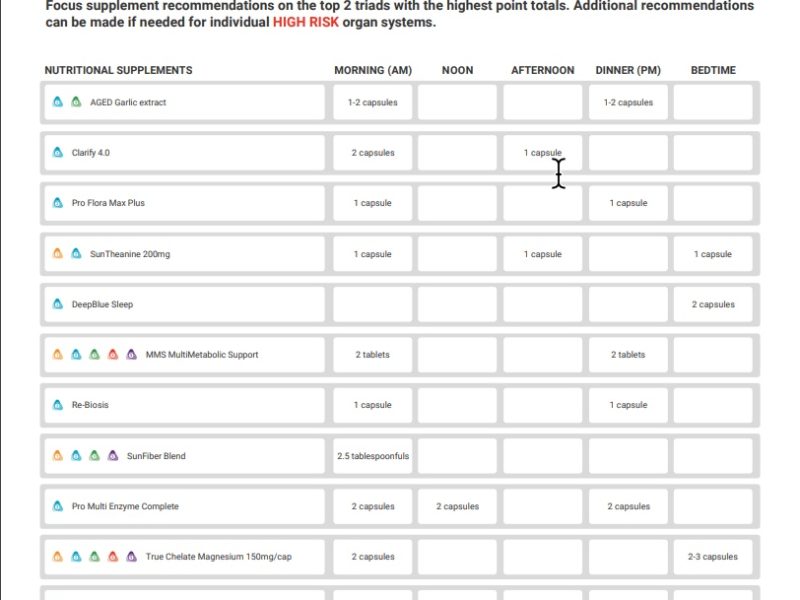 Focus supplement recommendations on the top 2 triads with the highest point totals. Additional recommendations
can be made if needed for individual HIGH RISK organ systems.
NUTRITIONAL SUPPLEMENTS MORNING (AM) NOON AFTERNOON DINNER (PM) BEDTIME
AGED Garlic extract 1-2 capsules 1-2 capsules
Clarify 4.0 2 capsules 1 capsule
Pro Flora Max Plus 1 capsule 1 capsule
SunTheanine 200mg 1 capsule 1 capsule 1 capsule
DeepBlue Sleep 2 capsules
MMS MultiMetabolic Support 2 tablets 2 tablets
Re-Biosis 1 capsule 1 capsule
SunFiber Blend 2.5 tablespoonfuls
Pro Multi Enzyme Complete 2 capsules 2 capsules 2 capsules
True Chelate Magnesium 150mg/cap 2 capsules 2-3 capsules